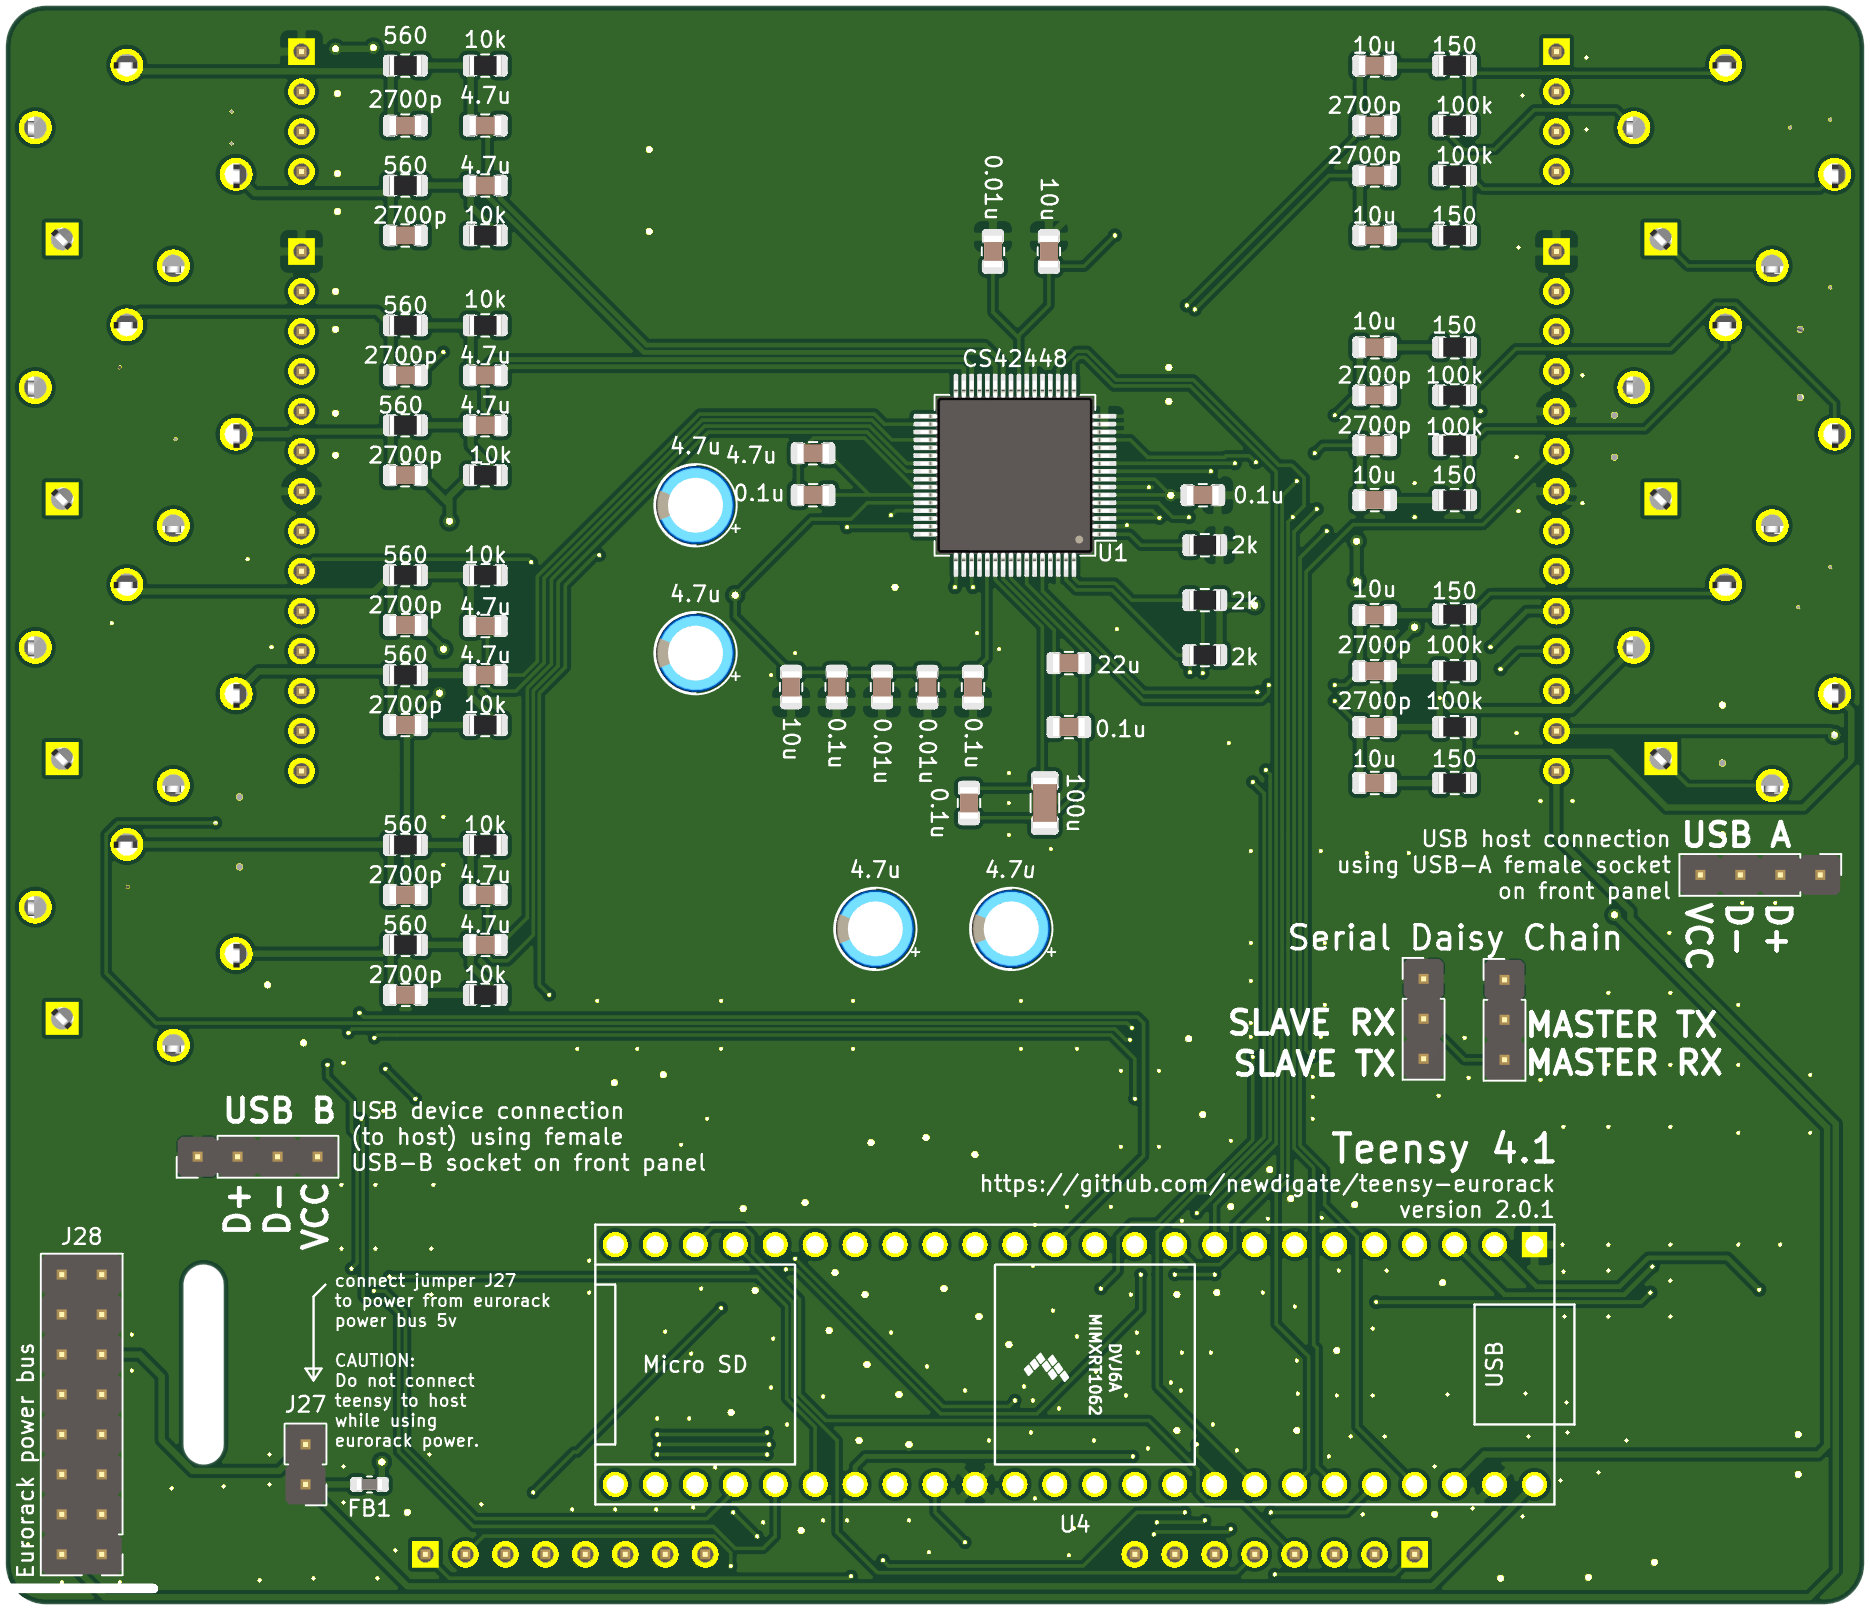 560
10k
2700p
4.7u
560
4.7u
2700p
10k
560
10k
2700p
4.7u
560
4.7u
2700p
10k
560
10k
2700p
4.7u
560
4.7u
2700p
10k
560
10k
2700p
4.7u
560
4.7u
2700p
10k
0.01u
10u
CS42448
4.7u
4.7u
0.1u
+
4.7u
+
U1
0.1u
2k
2k
2k
22u
0.1u
10u
0.1u
0.01u
0.01u
0.1u
0.1u
100u
4.7u
+
4.7u
+
10u
150
2700p
100k
2700p
100k
10u
150
10u
150
2700p
100k
2700p
100k
10u
150
10u
150
2700p
100k
2700p
100k
10u
150
USB host connection
using USB-A female socket
on front panel
USB A
VCC
D-
D+
Serial Daisy Chain
SLAVE RX
SLAVE TX
MASTER TX
MASTER RX
USB B
D+
D-
VCC
USB device connection
(to host) using female
USB-B socket on front panel
Teensy 4.1
https://github.com/newdigate/teensy-eurorack
version 2.0.1
J28
Eurorack power bus
connect jumper J27
to power from eurorack
power bus 5v
CAUTION:
Do not connect
teensy to host
while using
eurorack power.
J27
FB1
Micro SD
DVJ6A
MIMXRT1062
USB
U4